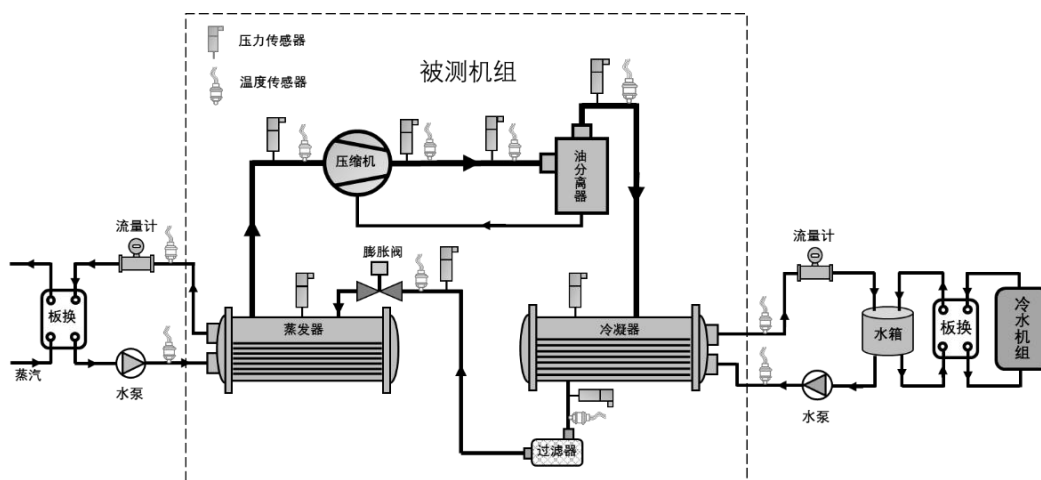 压力传感器
温度传感器
被测机组
压缩机
油分离器
流量计
膨胀阀
流量计
板换
蒸发器
冷凝器
水箱
板换
冷水机组
蒸汽
水泵
水泵
过滤器